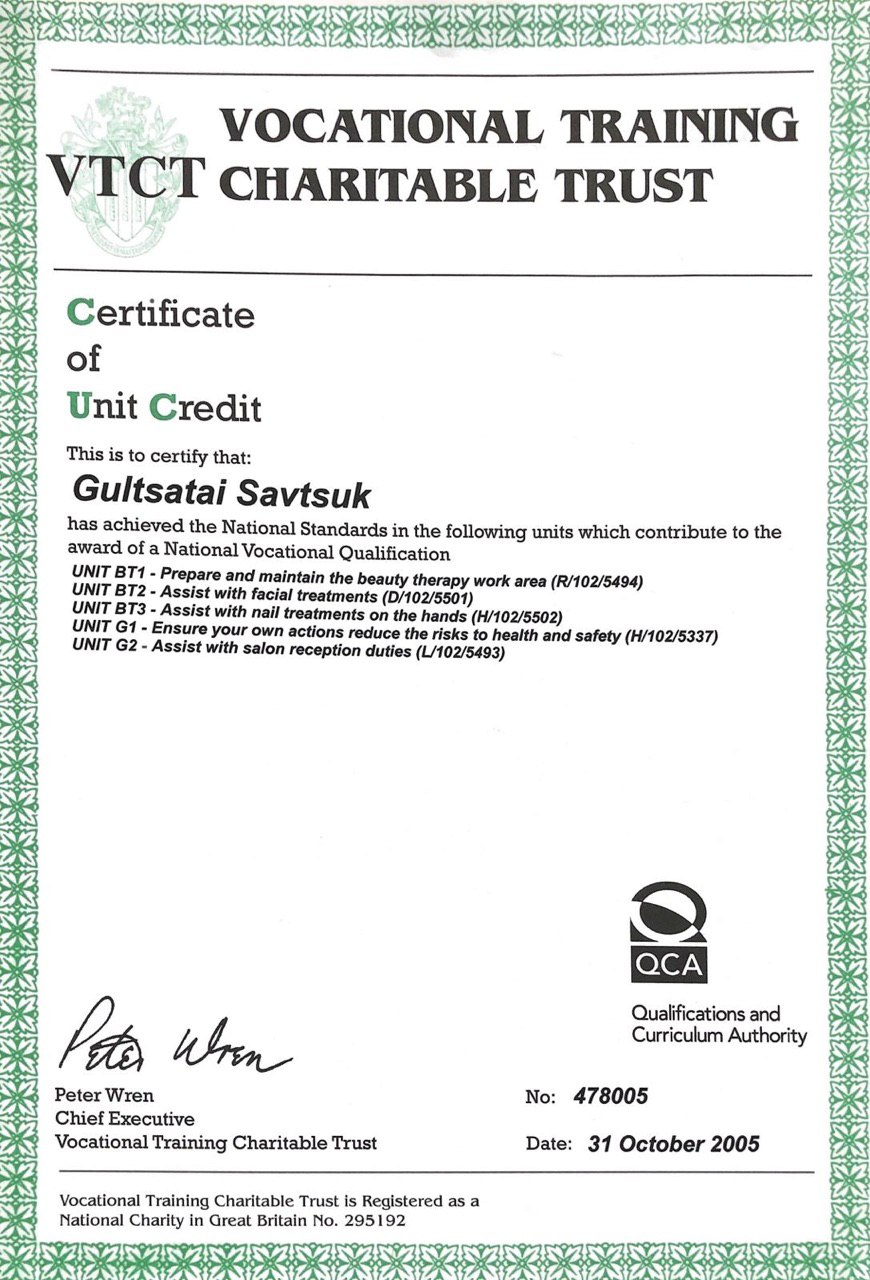 VTCT
VOCATIONAL TRAINING
CHARITABLE TRUST
Certificate
of
Unit Credit
This is to certify that:
Gultsatai Savtsuk
has achieved the National Standards in the following units which contribute to the
award of a National Vocational Qualification
UNIT BT1 - Prepare and maintain the beauty therapy work area (R/102/5494)
UNIT BT2 - Assist with facial treatments (D/102/5501)
UNIT BT3 - Assist with nail treatments on the hands (H/102/5502)
UNIT G1 - Ensure your own actions reduce the risks to health and safety (H/102/5337)
UNIT G2 - Assist with salon reception duties (L/102/5493)
QCA
Qualifications and
Curriculum Authority
Peter Wren
Peter Wren
Chief Executive
Vocational Training Charitable Trust
No: 478005
Date: 31 October 2005
Vocational Training Charitable Trust is Registered as a
National Charity in Great Britain No. 295192